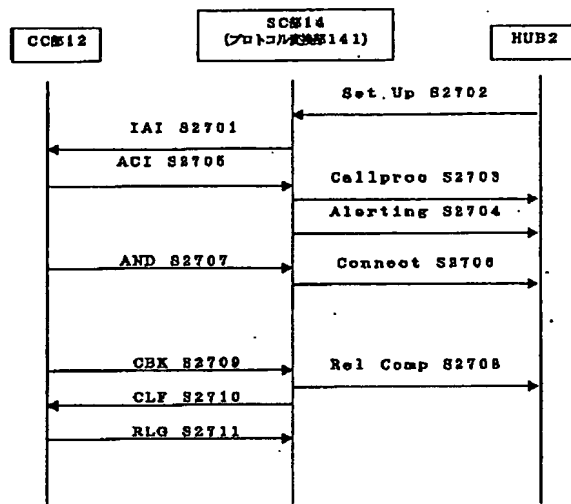 CC部12
SC部14
(プロトコル変換部141)
HUB2
Set.Up S2702
IAI S2701
ACI S2705
Callproc S2703
Alerting S2704
AND S2707
Connect S2706
CBK S2709
Rel Comp S2708
CLF S2710
RLG S2711